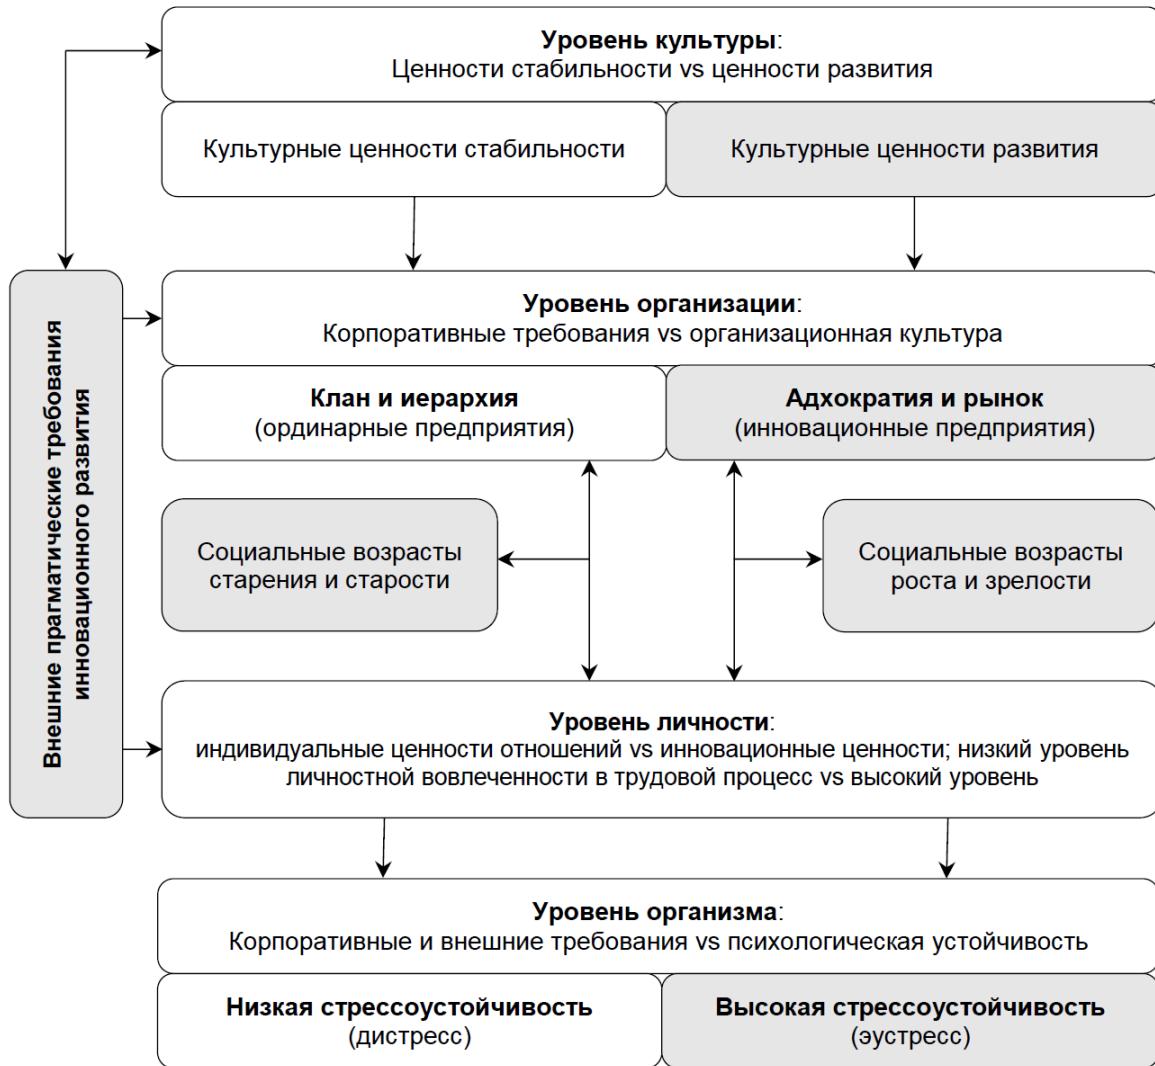 Уровень культуры:
Ценности стабильности vs ценности развития
Культурные ценности стабильности
Культурные ценности развития
Внешние прагматические требования
инновационного развития
Уровень организации:
Корпоративные требования vs организационная культура
Клан и иерархия
(ординарные предприятия)
Адхократия и рынок
(инновационные предприятия)
Социальные возрасты
старения и старости
Социальные возрасты
роста и зрелости
Уровень личности:
индивидуальные ценности отношений vs инновационные ценности; низкий уровень
личностной вовлеченности в трудовой процесс vs высокий уровень
Уровень организма:
Корпоративные и внешние требования vs психологическая устойчивость
Низкая стрессоустойчивость
(дистресс)
Высокая стрессоустойчивость
(эустресс)